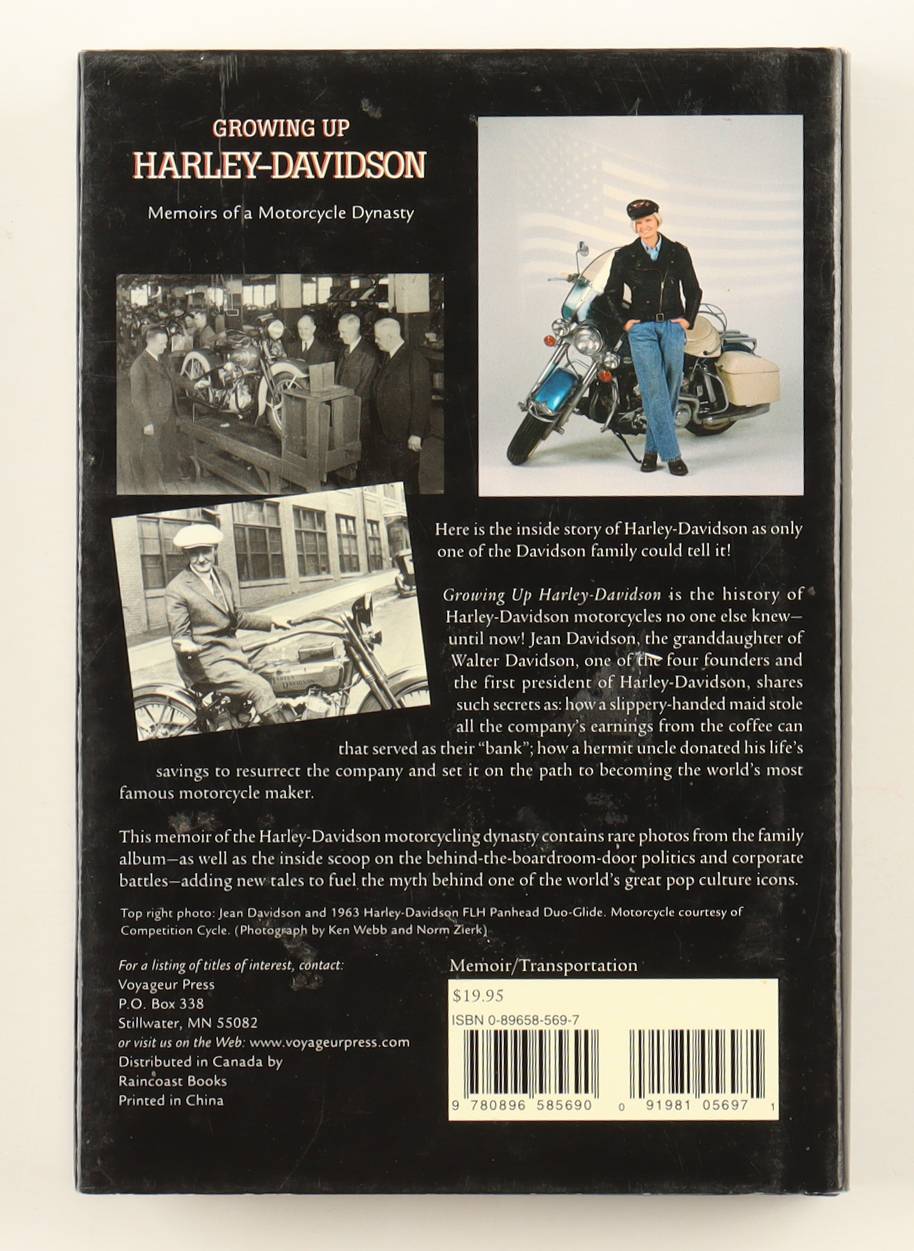 GROWING UP
HARLEY-DAVIDSON
Memoirs of a Motorcycle Dynasty
HARLEY-DAVIDSON
Here is the inside story of Harley-Davidson as only
one of the Davidson family could tell it!
Growing Up Harley-Davidson is the history of
Harley-Davidson motorcycles no one else knew—
until now! Jean Davidson, the granddaughter of
Walter Davidson, one of the four founders and
the first president of Harley-Davidson, shares
such secrets as: how a slippery-handed maid stole
all the company's earnings from the coffee can
that served as their “bank”; how a hermit uncle donated his life's
savings to resurrect the company and set it on the path to becoming the world's most
famous motorcycle maker.
This memoir of the Harley-Davidson motorcycling dynasty contains rare photos from the family
album—as well as the inside scoop on the behind-the-boardroom-door politics and corporate
battles—adding new tales to fuel the myth behind one of the world's great pop culture icons.
Top right photo: Jean Davidson and 1963 Harley-Davidson FLH Panhead Duo-Glide. Motorcycle courtesy of
Competition Cycle. (Photograph by Ken Webb and Norm Zierk)
For a listing of titles of interest, contact:
Voyageur Press
P.O. Box 338
Stillwater, MN 55082
or visit us on the Web: www.voyageurpress.com
Distributed in Canada by
Raincoast Books
Printed in China
Memoir/Transportation
$19.95
ISBN 0-89658-569-7
9 780896 585690
0 91981 05697 1